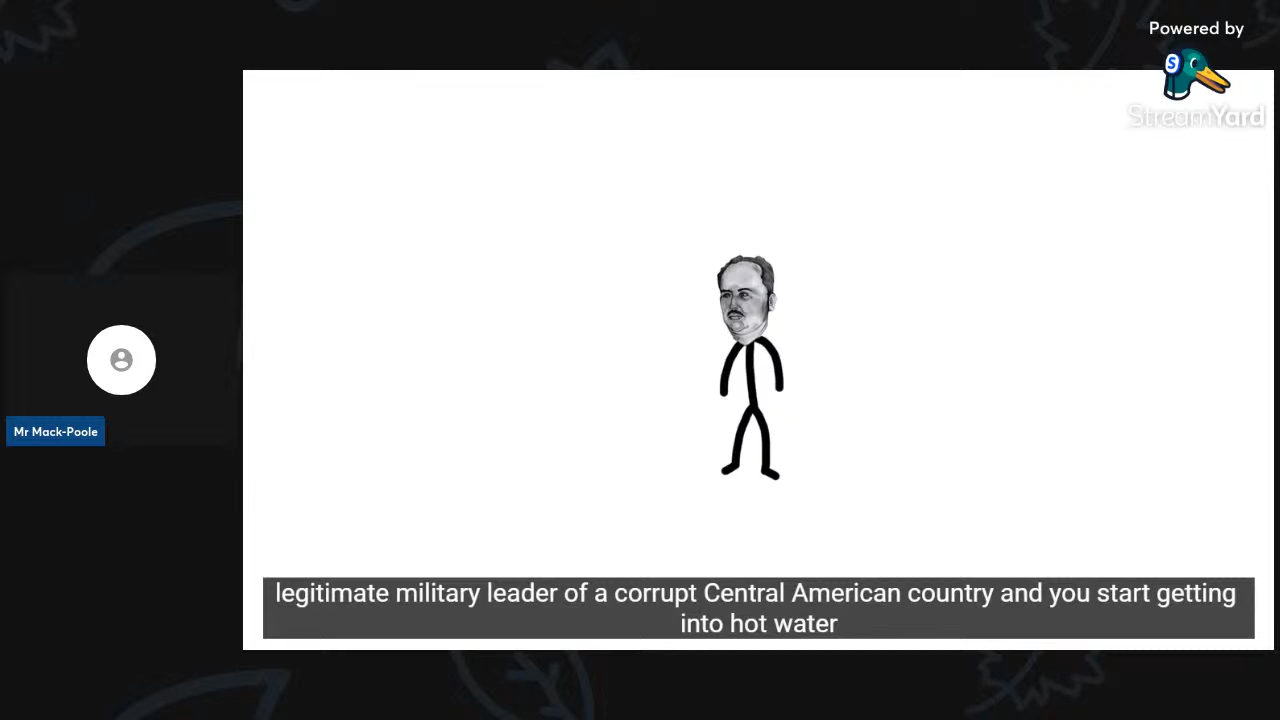 Powered by
S
StreamYard
Mr Mack-Poole
legitimate military leader of a corrupt Central American country and you start getting
into hot water